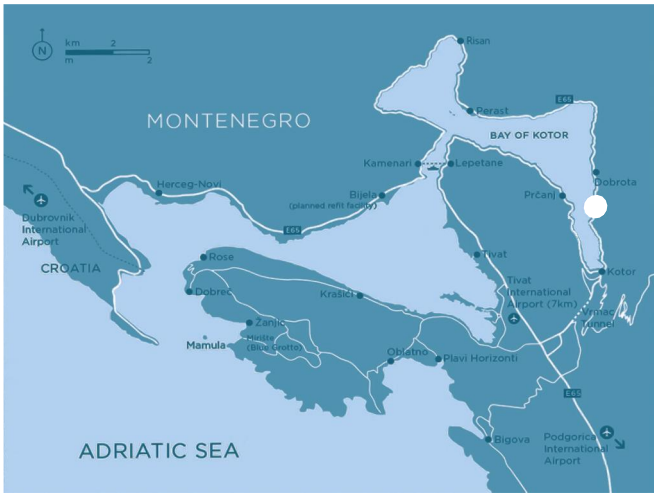 Risan
km 2
N
m 2
E65
MONTENEGRO
Perast
BAY OF KOTOR
Kamenari
Lepetane
Dobrota
Herceg-Novi
Bijela
(planned refit facility)
Prčanj
Dubrovnik
International
Airport
E65
CROATIA
Rose
Tivat
Kotor
Dobreč
Krašići
Tivat
International
Airport (7km)
Vrmac
Tunnel
Žanjic
Mirište
(Blue Grotte)
Mamula
Oblatno
Plavi Horizonti
E65
ADRIATIC SEA
Bigova
Podgorica
International
Airport